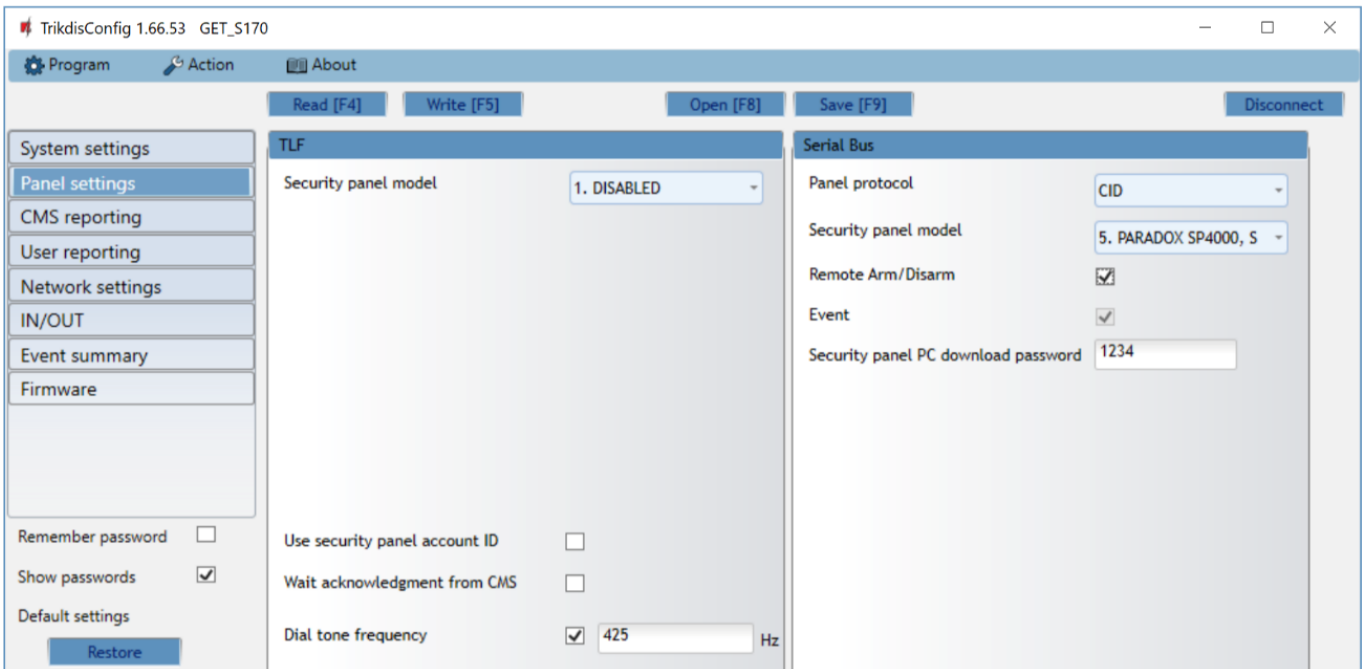 TrikdisConfig 1.66.53 GET_S170
Program Action About
Read [F4] Write [F5] Open [F8] Save [F9] Disconnect
System settings
Panel settings
CMS reporting
User reporting
Network settings
IN/OUT
Event summary
Firmware
Remember password
Show passwords
Default settings
Restore
TLF
Security panel model 1. DISABLED
Use security panel account ID
Wait acknowledgment from CMS
Dial tone frequency 425 Hz
Serial Bus
Panel protocol CID
Security panel model 5. PARADOX SP4000, S
Remote Arm/Disarm
Event
Security panel PC download password 1234